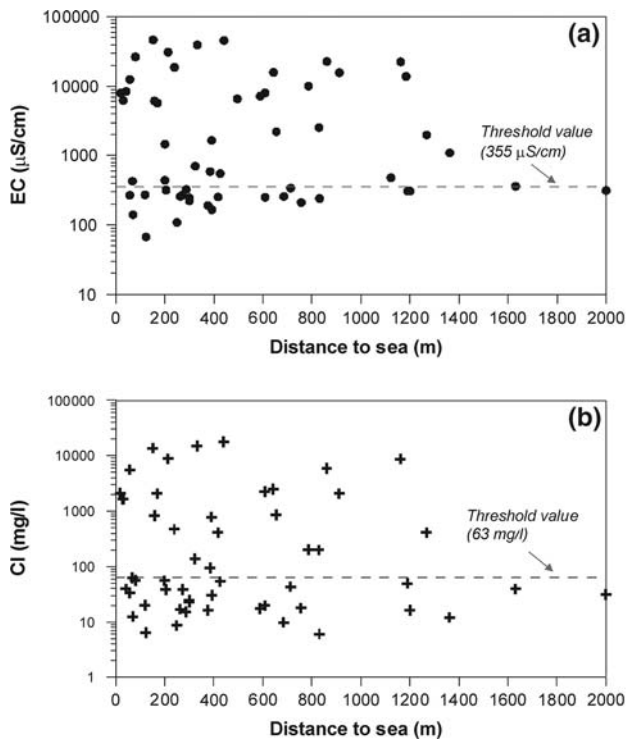 (a)
100000
10000
1000
100
10
EC (µS/cm)
Threshold value
(355 µS/cm)
0 200 400 600 800 1000 1200 1400 1600 1800 2000
Distance to sea (m)
(b)
100000
10000
1000
100
10
1
Cl (mg/l)
Threshold value
(63 mg/l)
0 200 400 600 800 1000 1200 1400 1600 1800 2000
Distance to sea (m)